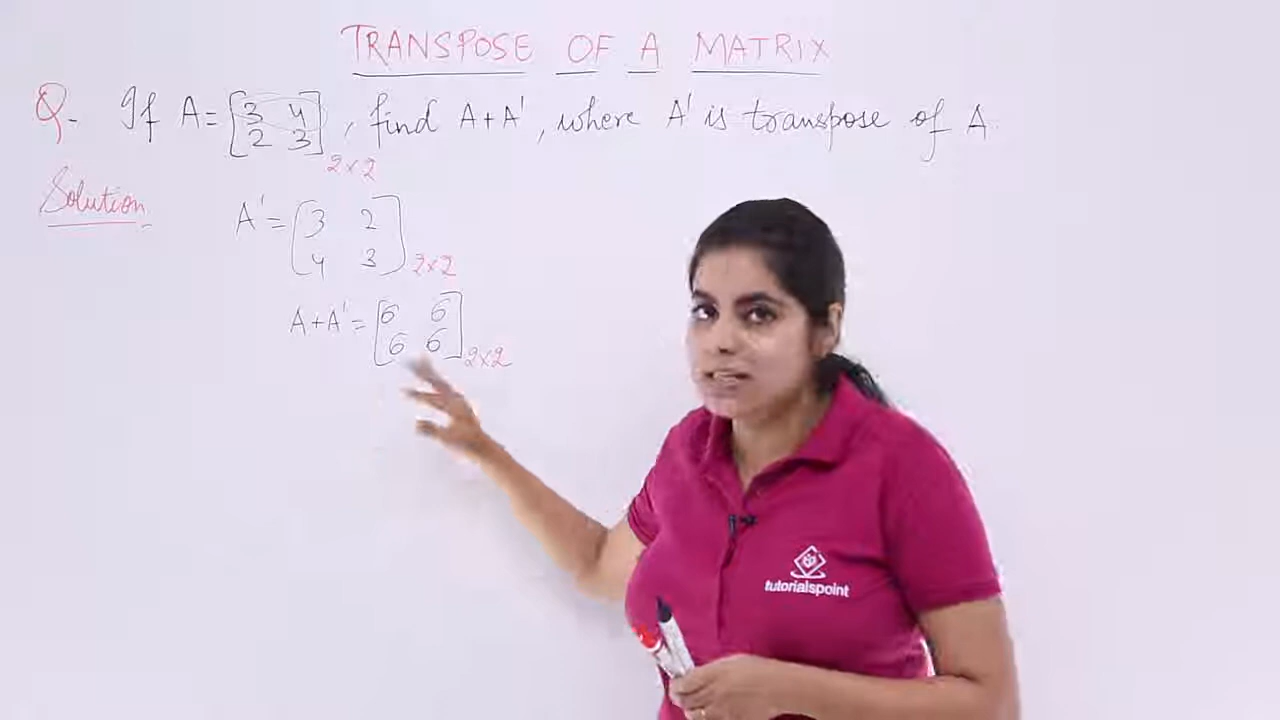 TRANSPOSE OF A MATRIX
Q- If A = [3 4
2 3] 2×2, find A+A', where A' is transpose of A.
Solution
A' = [3 2
4 3] 2×2
A+A' = [6 6
6 6] 2×2
tutorialspoint